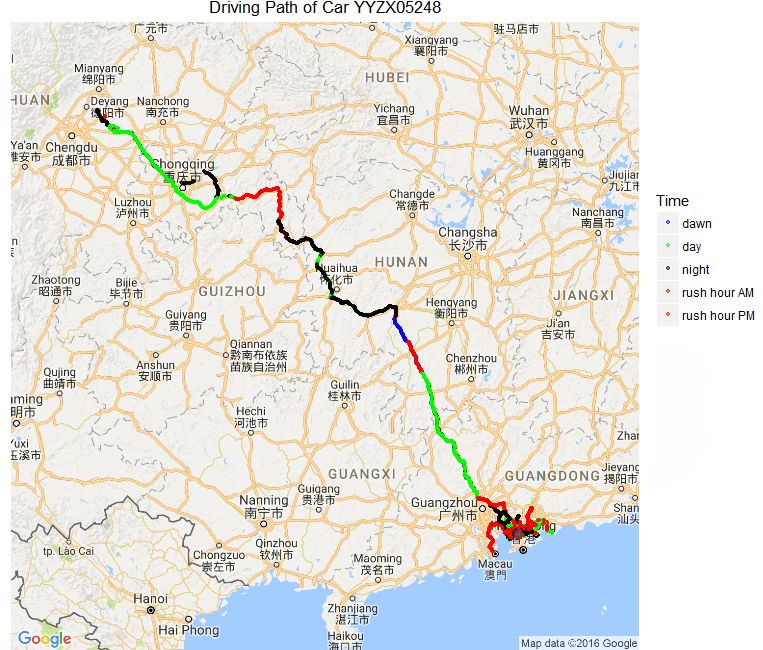 Driving Path of Car YYZX05248
广元市
驻马店市
Xiangyang
襄阳市
Mianyang
绵阳市
HUBEI
HUAN
Deyang
德阳市
Nanchong
南充市
Yichang
宜昌市
Wuhan
武汉市
Ya'an
雅安市
Chengdu
成都市
Huanggang
黄冈市
Chongqing
重庆市
Jiujian
九江市
Luzhou
泸州市
Changde
常德市
Nanchang
南昌市
Changsha
长沙市
Zhaotong
昭通市
Bijie
毕节市
Huaihua
怀化市
HUNAN
GUIZHOU
JIANGXI
Guiyang
贵阳市
Hengyang
衡阳市
Ji'an
吉安市
Qiannan
黔南布依族
苗族自治州
Anshun
安顺市
Chenzhou
郴州市
Qujing
曲靖市
Guilin
桂林市
nming
明市
Hechi
河池市
Yuxi
玉溪市
GUANGXI
GUANGDONG
Jieyang
揭阳市
Guigang
贵港市
Nanning
南宁市
Guangzhou
广州市
Shan
汕头
tp. Lào Cai
Chongzuo
崇左市
Qinzhou
钦州市
Maoming
茂名市
Macau
澳門
Hanoi
Zhanjiang
湛江市
Hai Phong
Haikou
海口市
Google
Map data ©2016 Google
Time
dawn
day
night
rush hour AM
rush hour PM